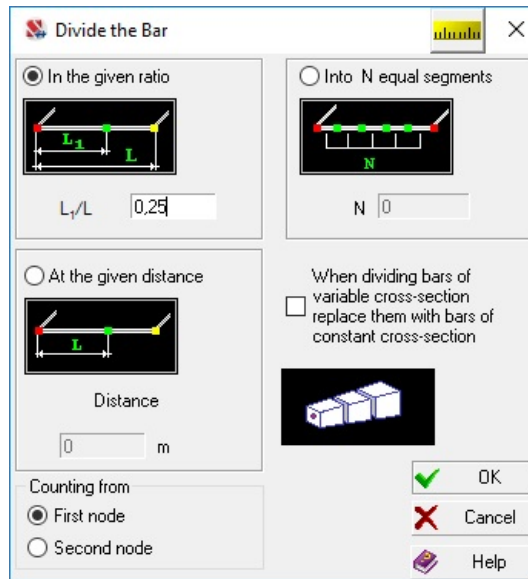 Divide the Bar
In the given ratio
L₁
L
L₁/L 0,25
Into N equal segments
N
N 0
At the given distance
L
Distance
0 m
When dividing bars of
variable cross-section
replace them with bars of
constant cross-section
Counting from
First node
Second node
OK
Cancel
Help